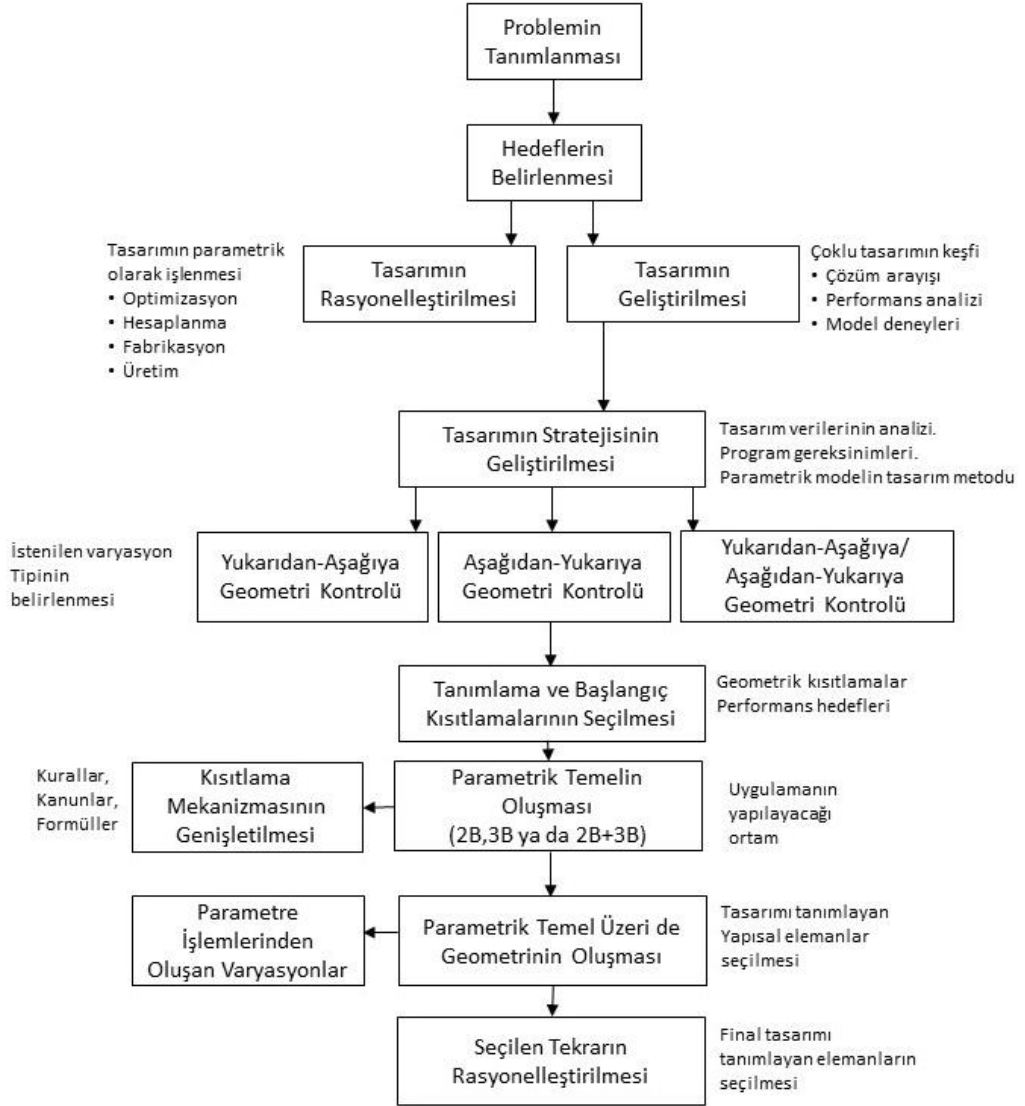 Problemin
Tanımlanması
Hedeflerin
Belirlenmesi
Tasarımın parametrik
olarak işlenmesi
• Optimizasyon
• Hesaplanma
• Fabrikasyon
• Üretim
Tasarımın
Rasyonelleştirilmesi
Tasarımın
Geliştirilmesi
Çoklu tasarımın keşfi
• Çözüm arayışı
• Performans analizi
• Model deneyleri
Tasarımın Stratejisinin
Geliştirilmesi
Tasarım verilerinin analizi.
Program gereksinimleri.
Parametrik modelin tasarım metodu
İstenilen varyasyon
Tipinin
belirlenmesi
Yukarıdan-Aşağıya
Geometri Kontrolü
Aşağıdan-Yukarıya
Geometri Kontrolü
Yukarıdan-Aşağıya/
Aşağıdan-Yukarıya
Geometri Kontrolü
Tanımlama ve Başlangıç
Kısıtlamalarının Seçilmesi
Geometrik kısıtlamalar
Performans hedefleri
Kurallar,
Kanunlar,
Formüller
Kısıtlama
Mekanizmasının
Genişletilmesi
Parametrik Temelin
Oluşması
(2B,3B ya da 2B+3B)
Uygulamanın
yapılayacağı
ortam
Parametre
İşlemlerinden
Oluşan Varyasyonlar
Parametrik Temel Üzeri de
Geometrinin Oluşması
Tasarımı tanımlayan
Yapısal elemanlar
seçilmesi
Seçilen Tekrarın
Rasyonelleştirilmesi
Final tasarımı
tanımlayan elemanların
seçilmesi